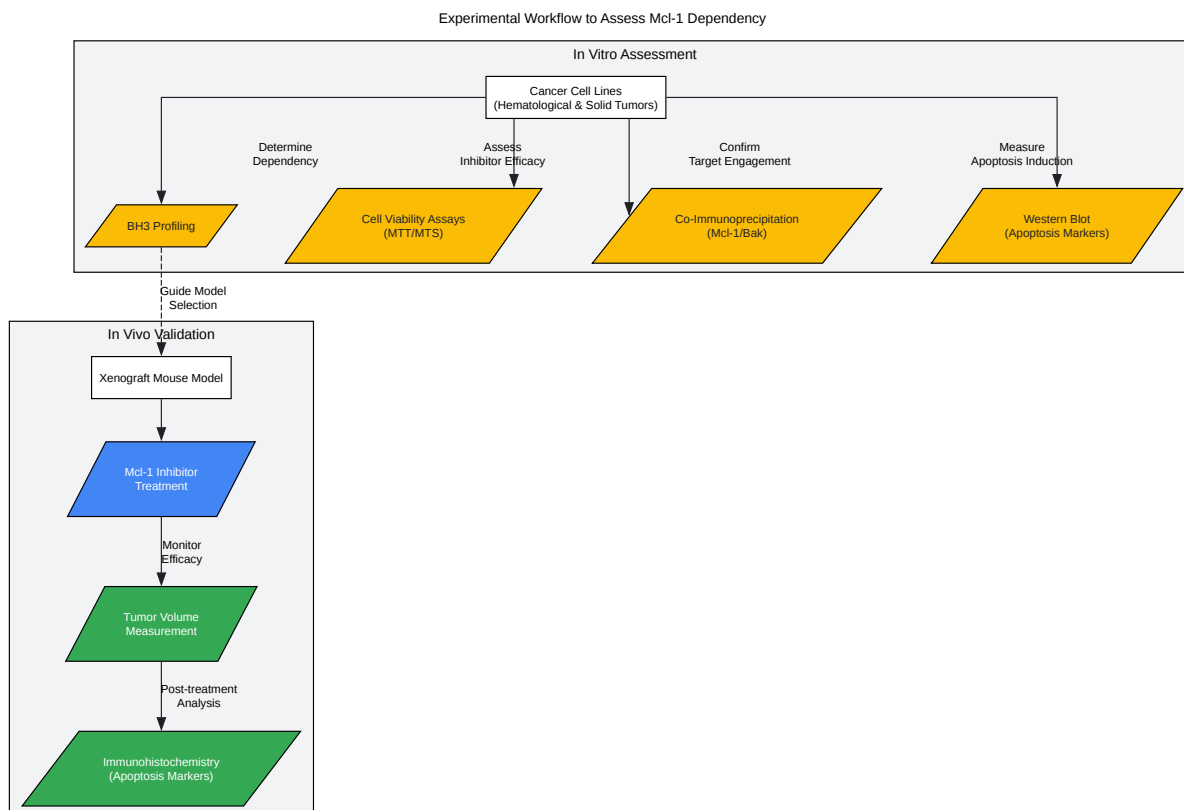 Experimental Workflow to Assess Mcl-1 Dependency
In Vitro Assessment
Cancer Cell Lines
(Hematological & Solid Tumors)
Determine
Dependency
Assess
Inhibitor Efficacy
Confirm
Target Engagement
Measure
Apoptosis Induction
BH3 Profiling
Cell Viability Assays
(MTT/MTS)
Co-Immunoprecipitation
(Mcl-1/Bak)
Western Blot
(Apoptosis Markers)
Guide Model
Selection
In Vivo Validation
Xenograft Mouse Model
Mcl-1 Inhibitor
Treatment
Monitor
Efficacy
Tumor Volume
Measurement
Post-treatment
Analysis
Immunohistochemistry
(Apoptosis Markers)